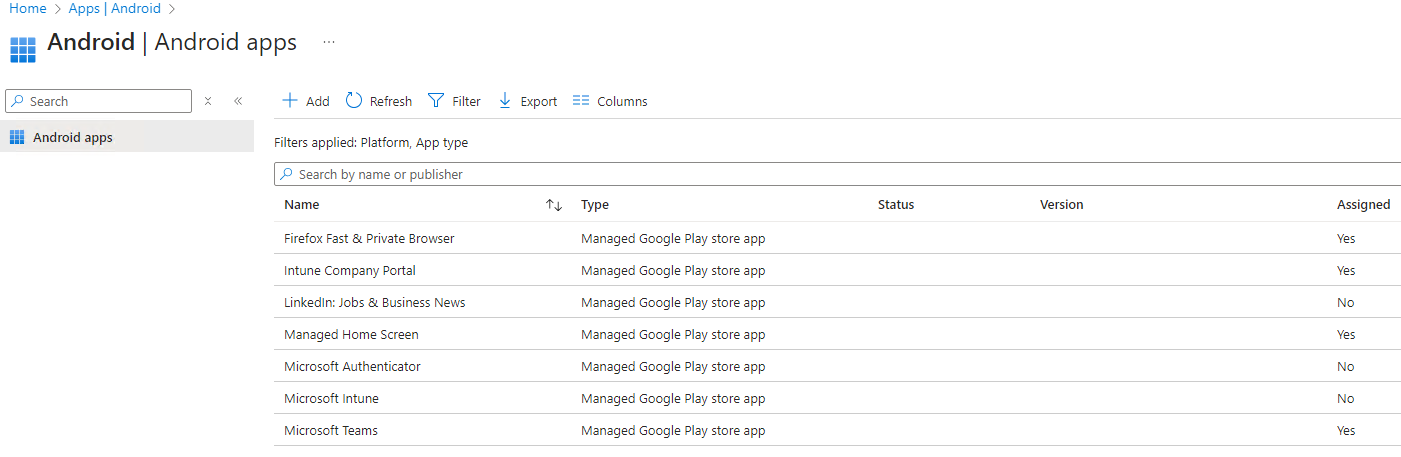 Home > Apps | Android >
Android | Android apps ...
Search
Android apps
Add Refresh Filter Export Columns
Filters applied: Platform, App type
Search by name or publisher
Name Type Status Version Assigned
Firefox Fast & Private Browser Managed Google Play store app Yes
Intune Company Portal Managed Google Play store app Yes
LinkedIn: Jobs & Business News Managed Google Play store app No
Managed Home Screen Managed Google Play store app Yes
Microsoft Authenticator Managed Google Play store app No
Microsoft Intune Managed Google Play store app No
Microsoft Teams Managed Google Play store app Yes